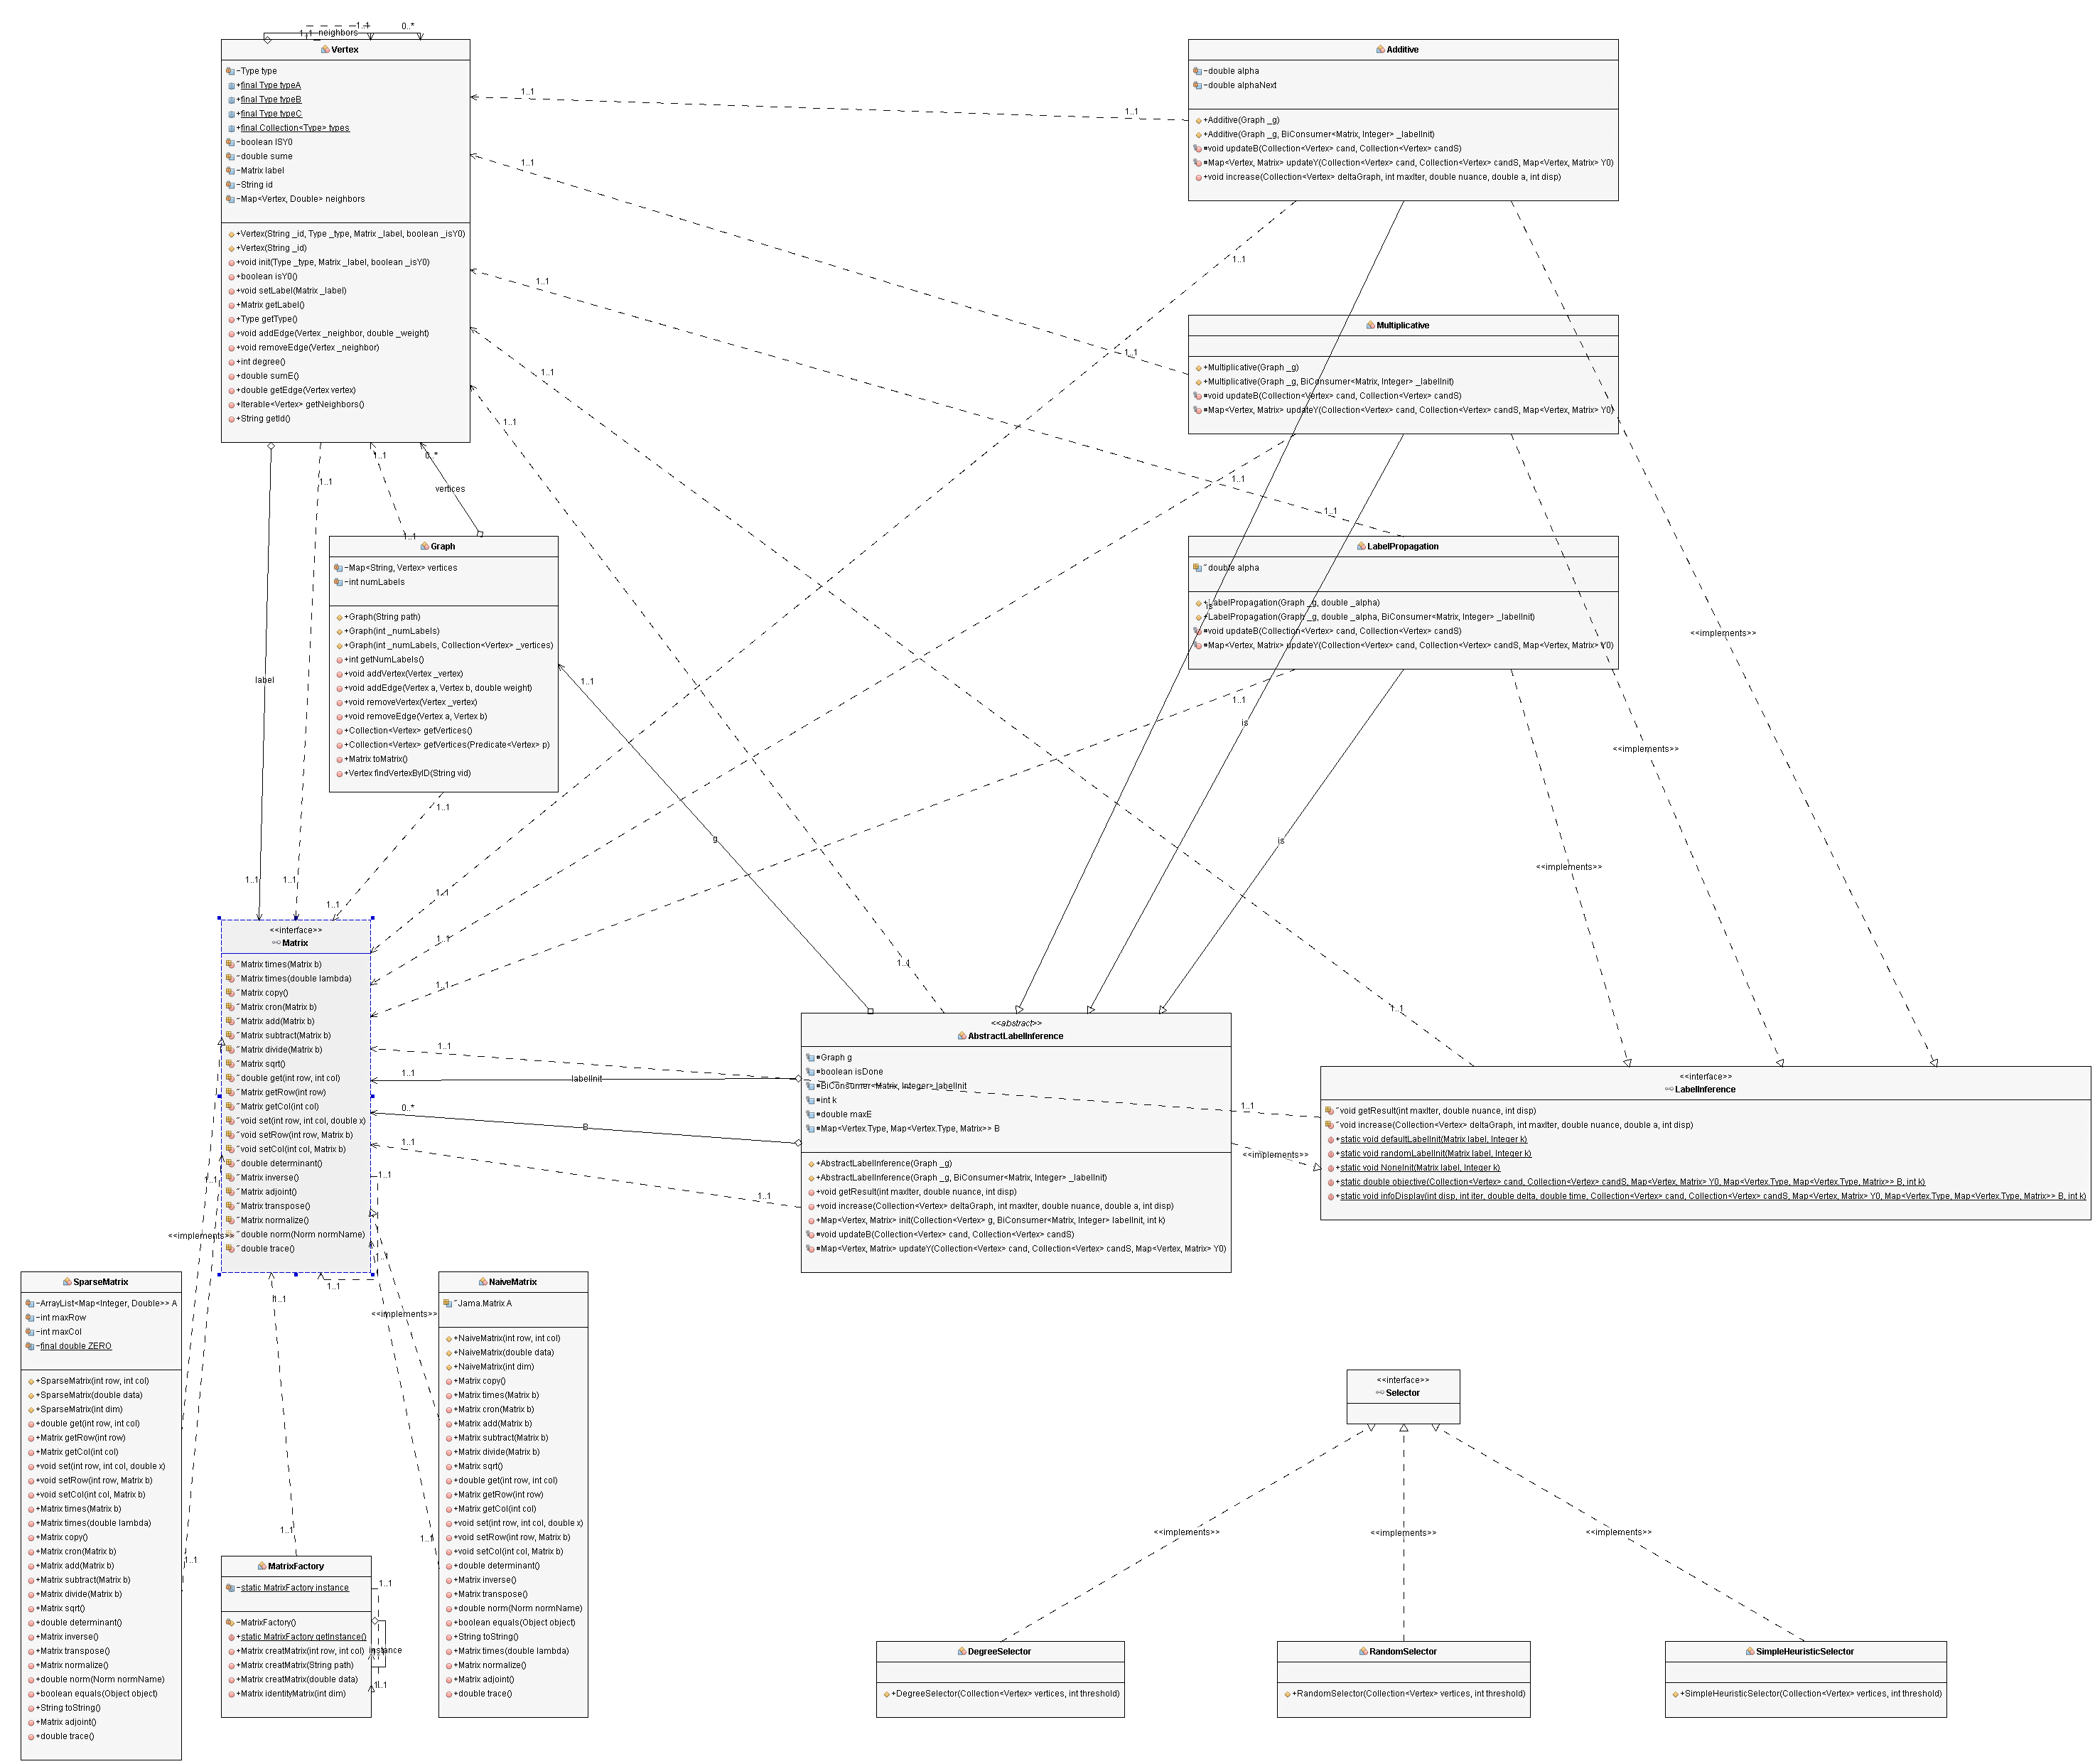 1..1
0..*
1..1
neighbors
Vertex
−Type type
+final Type typeA
+final Type typeB
+final Type typeC
+final Collection<Type> types
−boolean ISY0
−double sume
−Matrix label
−String id
−Map<Vertex, Double> neighbors
+Vertex(String _id, Type _type, Matrix _label, boolean _isY0)
+Vertex(String _id)
+void init(Type _type, Matrix _label, boolean _isY0)
+boolean isY0()
+void setLabel(Matrix _label)
+Matrix getLabel()
+Type getType()
+void addEdge(Vertex _neighbor, double _weight)
+void removeEdge(Vertex _neighbor)
+int degree()
+double sumE()
+double getEdge(Vertex vertex)
+Iterable<Vertex> getNeighbors()
+String getId()
1..1
1..1
1..1
1..1
1..1
1..1
Additive
−double alpha
−double alphaNext
+Additive(Graph _g)
+Additive(Graph _g, BiConsumer<Matrix, Integer> _labelInit)
void updateB(Collection<Vertex> cand, Collection<Vertex> candS)
Map<Vertex, Matrix> updateY(Collection<Vertex> cand, Collection<Vertex> candS, Map<Vertex, Matrix> Y0)
+void increase(Collection<Vertex> deltaGraph, int maxIter, double nuance, double a, int disp)
1..1
1..1
Multiplicative
+Multiplicative(Graph _g)
+Multiplicative(Graph _g, BiConsumer<Matrix, Integer> _labelInit)
void updateB(Collection<Vertex> cand, Collection<Vertex> candS)
Map<Vertex, Matrix> updateY(Collection<Vertex> cand, Collection<Vertex> candS, Map<Vertex, Matrix> Y0)
1..1
0..*
1..1
vertices
1..1
1..1
1..1
Graph
−Map<String, Vertex> vertices
−int numLabels
+Graph(String path)
+Graph(int _numLabels)
+Graph(int _numLabels, Collection<Vertex> _vertices)
+int getNumLabels()
+void addVertex(Vertex _vertex)
+void addEdge(Vertex a, Vertex b, double weight)
+void removeVertex(Vertex _vertex)
+void removeEdge(Vertex a, Vertex b)
+Collection<Vertex> getVertices()
+Collection<Vertex> getVertices(Predicate<Vertex> p)
+Matrix toMatrix()
+Vertex findVertexByID(String vid)
LabelPropagation
~double alpha
+LabelPropagation(Graph _g, double _alpha)
+LabelPropagation(Graph _g, double _alpha, BiConsumer<Matrix, Integer> _labelInit)
void updateB(Collection<Vertex> cand, Collection<Vertex> candS)
Map<Vertex, Matrix> updateY(Collection<Vertex> cand, Collection<Vertex> candS, Map<Vertex, Matrix> Y0)
is
<<implements>>
label
1..1
1..1
is
<<implements>>
1..1
g
is
<<implements>>
1..1
1..1
1..1
1..1
1..1
1..1
1..1
1..1
<<interface>>
Matrix
~Matrix times(Matrix b)
~Matrix times(double lambda)
~Matrix copy()
~Matrix cron(Matrix b)
~Matrix add(Matrix b)
~Matrix subtract(Matrix b)
~Matrix divide(Matrix b)
~Matrix sqrt()
~double get(int row, int col)
~Matrix getRow(int row)
~Matrix getCol(int col)
~void set(int row, int col, double x)
~void setRow(int row, Matrix b)
~void setCol(int col, Matrix b)
~double determinant()
~Matrix inverse()
~Matrix adjoint()
~Matrix transpose()
~Matrix normalize()
~double norm(Norm normName)
~double trace()
1..1
1..1
labelInit
0..*
B
1..1
1..1
1..1
<<abstract>>
AbstractLabelInference
Graph g
boolean isDone
BiConsumer<Matrix, Integer> labelInit
int k
double maxE
Map<Vertex.Type, Map<Vertex.Type, Matrix>> B
+AbstractLabelInference(Graph _g)
+AbstractLabelInference(Graph _g, BiConsumer<Matrix, Integer> _labelInit)
+void getResult(int maxIter, double nuance, int disp)
+void increase(Collection<Vertex> deltaGraph, int maxIter, double nuance, double a, int disp)
+Map<Vertex, Matrix> init(Collection<Vertex> g, BiConsumer<Matrix, Integer> labelInit, int k)
void updateB(Collection<Vertex> cand, Collection<Vertex> candS)
Map<Vertex, Matrix> updateY(Collection<Vertex> cand, Collection<Vertex> candS, Map<Vertex, Matrix> Y0)
<<implements>>
<<interface>>
LabelInference
~void getResult(int maxIter, double nuance, int disp)
~void increase(Collection<Vertex> deltaGraph, int maxIter, double nuance, double a, int disp)
+static void defaultLabelInit(Matrix label, Integer k)
+static void randomLabelInit(Matrix label, Integer k)
+static void NoneInit(Matrix label, Integer k)
+static double objective(Collection<Vertex> cand, Collection<Vertex> candS, Map<Vertex, Matrix> Y0, Map<Vertex.Type, Map<Vertex.Type, Matrix>> B, int k)
+static void infoDisplay(int disp, int iter, double delta, double time, Collection<Vertex> cand, Collection<Vertex> candS, Map<Vertex, Matrix> Y0, Map<Vertex.Type, Map<Vertex.Type, Matrix>> B, int k)
1..1
1..1
<<implements>>
1..1
1..1
1..1
<<implements>>
SparseMatrix
−ArrayList<Map<Integer, Double>> A
−int maxRow
−int maxCol
−final double ZERO
+SparseMatrix(int row, int col)
+SparseMatrix(double data)
+SparseMatrix(int dim)
+double get(int row, int col)
+Matrix getRow(int row)
+Matrix getCol(int col)
+void set(int row, int col, double x)
+void setRow(int row, Matrix b)
+void setCol(int col, Matrix b)
+Matrix times(Matrix b)
+Matrix times(double lambda)
+Matrix copy()
+Matrix cron(Matrix b)
+Matrix add(Matrix b)
+Matrix subtract(Matrix b)
+Matrix divide(Matrix b)
+Matrix sqrt()
+double determinant()
+Matrix inverse()
+Matrix transpose()
+Matrix normalize()
+double norm(Norm normName)
+boolean equals(Object object)
+String toString()
+Matrix adjoint()
+double trace()
1..1
1..1
1..1
MatrixFactory
−static MatrixFactory instance
−MatrixFactory()
+static MatrixFactory getInstance()
+Matrix creatMatrix(int row, int col)
+Matrix creatMatrix(String path)
+Matrix creatMatrix(double data)
+Matrix identityMatrix(int dim)
1..1
instance
1..1
NaiveMatrix
~Jama.Matrix A
+NaiveMatrix(int row, int col)
+NaiveMatrix(double data)
+NaiveMatrix(int dim)
+Matrix copy()
+Matrix times(Matrix b)
+Matrix cron(Matrix b)
+Matrix add(Matrix b)
+Matrix subtract(Matrix b)
+Matrix divide(Matrix b)
+Matrix sqrt()
+double get(int row, int col)
+Matrix getRow(int row)
+Matrix getCol(int col)
+void set(int row, int col, double x)
+void setRow(int row, Matrix b)
+void setCol(int col, Matrix b)
+double determinant()
+Matrix inverse()
+Matrix transpose()
+double norm(Norm normName)
+boolean equals(Object object)
+String toString()
+Matrix times(double lambda)
+Matrix normalize()
+Matrix adjoint()
+double trace()
<<interface>>
Selector
<<implements>>
<<implements>>
<<implements>>
DegreeSelector
+DegreeSelector(Collection<Vertex> vertices, int threshold)
RandomSelector
+RandomSelector(Collection<Vertex> vertices, int threshold)
SimpleHeuristicSelector
+SimpleHeuristicSelector(Collection<Vertex> vertices, int threshold)